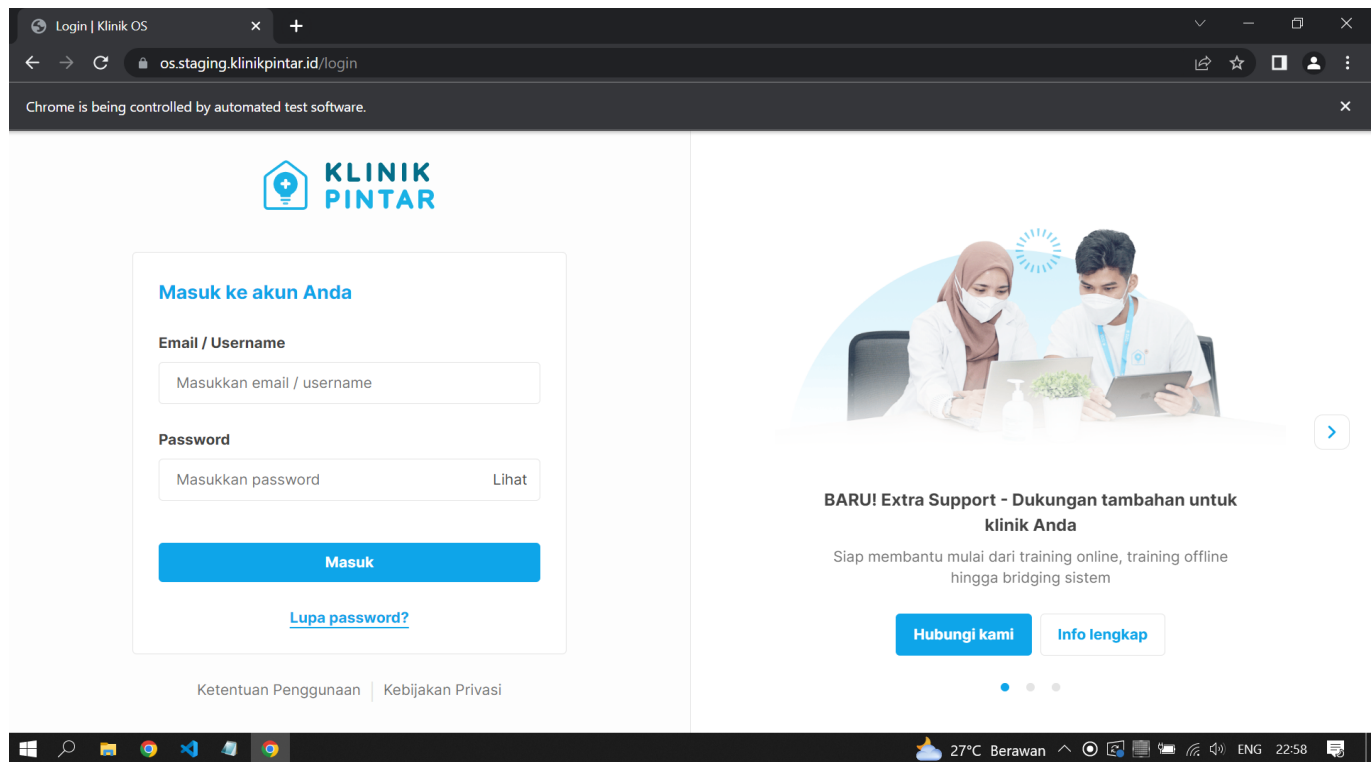 Login | Klinik OS
os.staging.klinikpintar.id/login
Chrome is being controlled by automated test software.
KLINIK
PINTAR
Masuk ke akun Anda
Email / Username
Masukkan email / username
Password
Masukkan password Lihat
Masuk
Lupa password?
Ketentuan Penggunaan | Kebijakan Privasi
BARU! Extra Support - Dukungan tambahan untuk
klinik Anda
Siap membantu mulai dari training online, training offline
hingga bridging sistem
Hubungi kami Info lengkap
27°C Berawan ENG 22:58